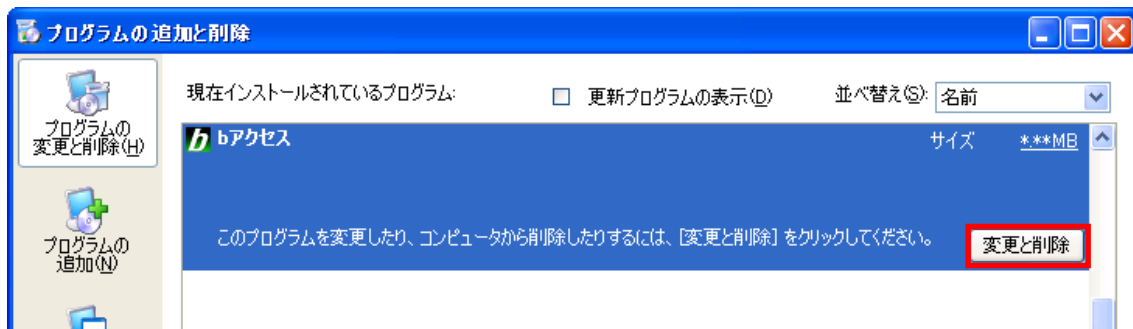 プログラムの追加と削除
現在インストールされているプログラム:
更新プログラムの表示(D)
並べ替え(S):
名前
プログラムの
変更と削除(H)
bアクセス
サイズ
*.**MB
このプログラムを変更したり、コンピュータから削除したりするには、[変更と削除] をクリックしてください。
変更と削除
プログラムの
追加(N)